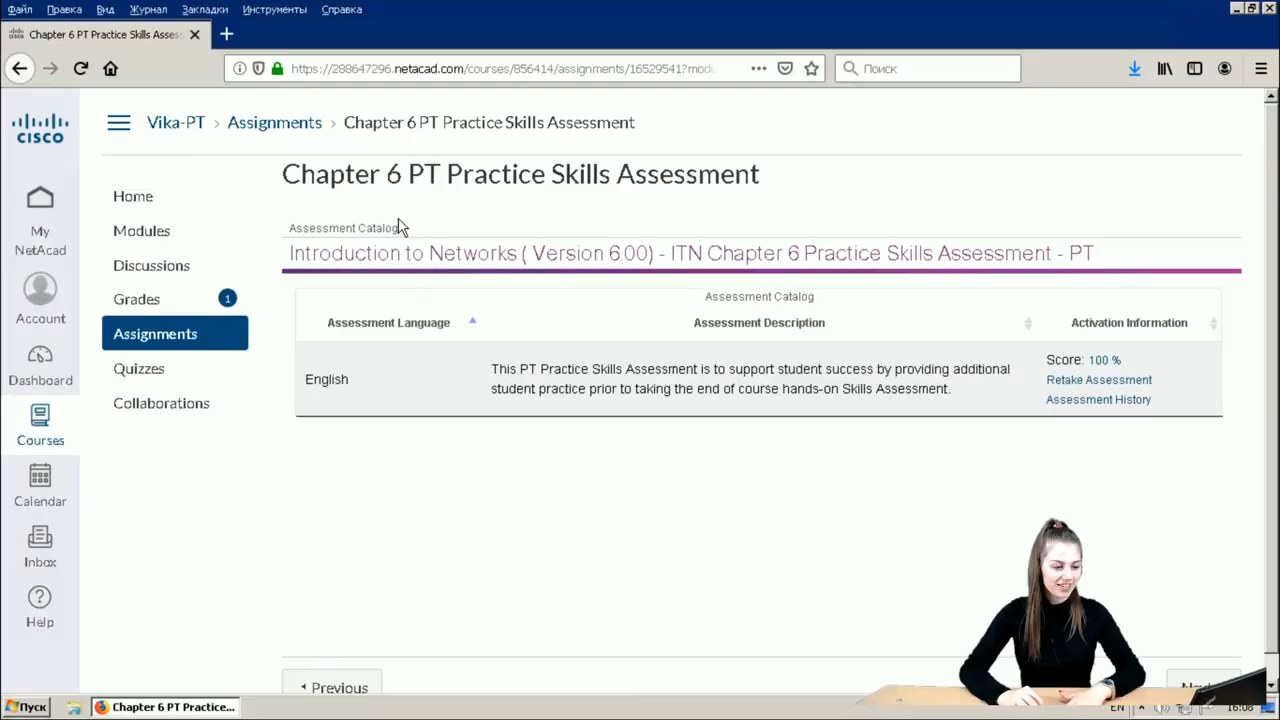 Файл Правка Вид Журнал Закладки Инструменты Справка
Chapter 6 PT Practice Skills Assess
https://288647296.netacad.com/courses/856414/assignments/16529541?mod
Поиск
CISCO
Vika-PT > Assignments > Chapter 6 PT Practice Skills Assessment
Chapter 6 PT Practice Skills Assessment
My
NetAcad
Account
Dashboard
Courses
Calendar
Inbox
Help
Home
Modules
Discussions
Grades 1
Assignments
Quizzes
Collaborations
Assessment Catalog
Introduction to Networks ( Version 6.00) - ITN Chapter 6 Practice Skills Assessment - PT
Assessment Catalog
Assessment Language Assessment Description Activation Information
English
This PT Practice Skills Assessment is to support student success by providing additional
student practice prior to taking the end of course hands-on Skills Assessment.
Score: 100 %
Retake Assessment
Assessment History
Previous
Пуск
Chapter 6 PT Practice...
EN
16:08